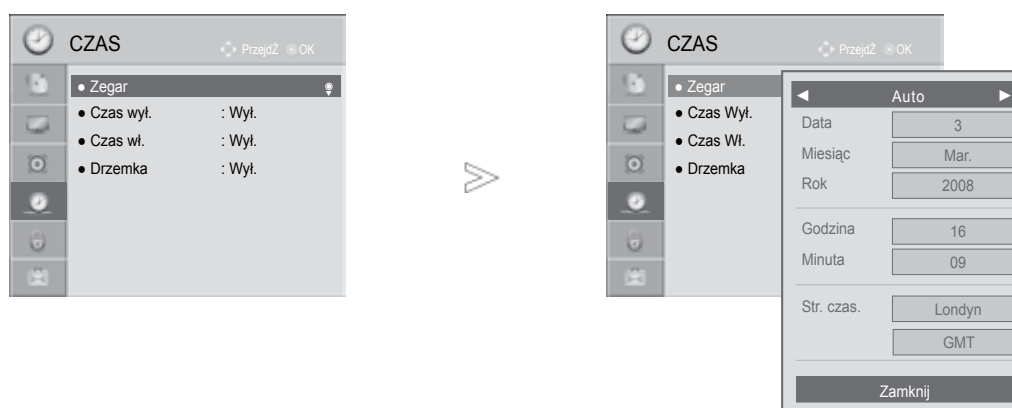 CZAS
PrzejdŹ OK
● Zegar
● Czas wył. : Wył.
● Czas wł. : Wył.
● Drzemka : Wył.
CZAS
PrzejdŹ OK
● Zegar
● Czas Wył.
● Czas Wł.
● Drzemka
◄ Auto ►
Data 3
Miesiąc Mar.
Rok 2008
Godzina 16
Minuta 09
Str. czas. Londyn
GMT
Zamknij